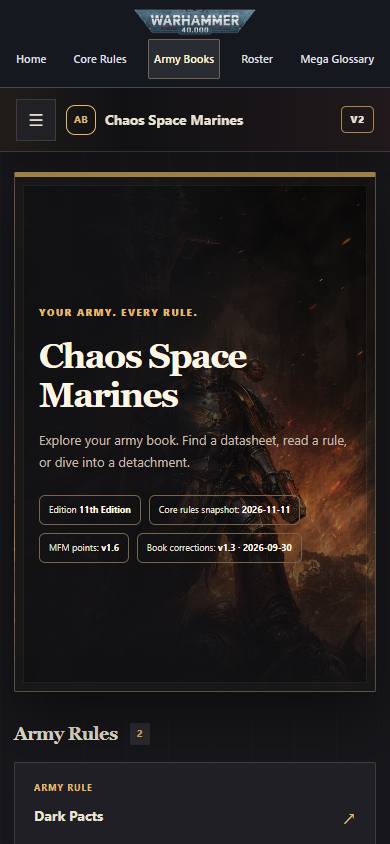 WARHAMMER
40,000
Home Core Rules Army Books Roster Mega Glossary
☰ AB Chaos Space Marines V2
YOUR ARMY. EVERY RULE.
Chaos Space
Marines
Explore your army book. Find a datasheet, read a rule,
or dive into a detachment.
Edition 11th Edition Core rules snapshot: 2026-11-11
MFM points: v1.6 Book corrections: v1.3 · 2026-09-30
Army Rules 2
ARMY RULE
Dark Pacts ↗